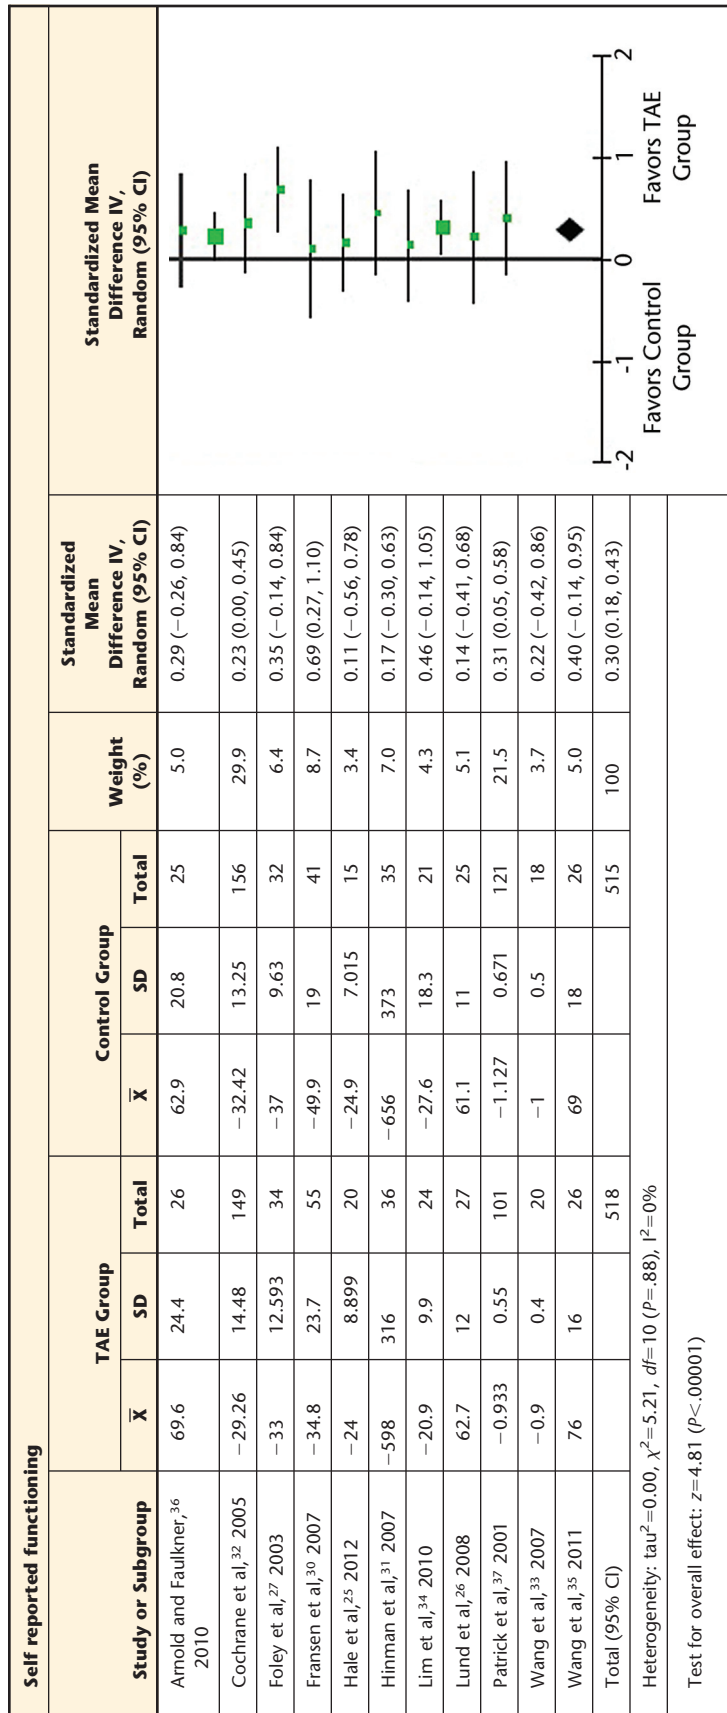 Self reported functioning
Study or Subgroup
TAE Group
Control Group
Weight
(%)
Standardized
Mean
Difference IV,
Random (95% CI)
Standardized Mean
Difference IV,
Random (95% CI)
X̄ SD Total X̄ SD Total
Arnold and Faulkner,36 2010 69.6 24.4 26 62.9 20.8 25 5.0 0.29 (−0.26, 0.84)
Cochrane et al,32 2005 −29.26 14.48 149 −32.42 13.25 156 29.9 0.23 (0.00, 0.45)
Foley et al,27 2003 −33 12.593 34 −37 9.63 32 6.4 0.35 (−0.14, 0.84)
Fransen et al,30 2007 −34.8 23.7 55 −49.9 19 41 8.7 0.69 (0.27, 1.10)
Hale et al,25 2012 −24 8.899 20 −24.9 7.015 15 3.4 0.11 (−0.56, 0.78)
Hinman et al,31 2007 −598 316 36 −656 373 35 7.0 0.17 (−0.30, 0.63)
Lim et al,34 2010 −20.9 9.9 24 −27.6 18.3 21 4.3 0.46 (−0.14, 1.05)
Lund et al,26 2008 62.7 12 27 61.1 11 25 5.1 0.14 (−0.41, 0.68)
Patrick et al,37 2001 −0.933 0.55 101 −1.127 0.671 121 21.5 0.31 (0.05, 0.58)
Wang et al,33 2007 −0.9 0.4 20 −1 0.5 18 3.7 0.22 (−0.42, 0.86)
Wang et al,35 2011 76 16 26 69 18 26 5.0 0.40 (−0.14, 0.95)
Total (95% CI) 518 515 100 0.30 (0.18, 0.43)
Heterogeneity: tau2=0.00, χ2=5.21, df=10 (P=.88), I2=0%
Test for overall effect: z=4.81 (P<.00001)
-2 -1 0 1 2
Favors Control
Group
Favors TAE
Group